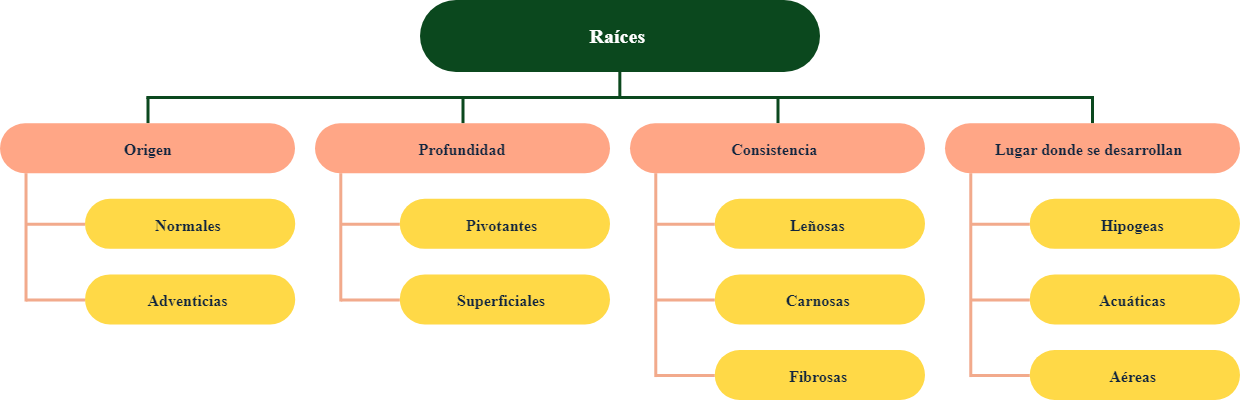 Raíces
Origen
Profundidad
Consistencia
Lugar donde se desarrollan
Normales
Pivotantes
Leñosas
Hipogeas
Adventicias
Superficiales
Carnosas
Acuáticas
Fibrosas
Aéreas